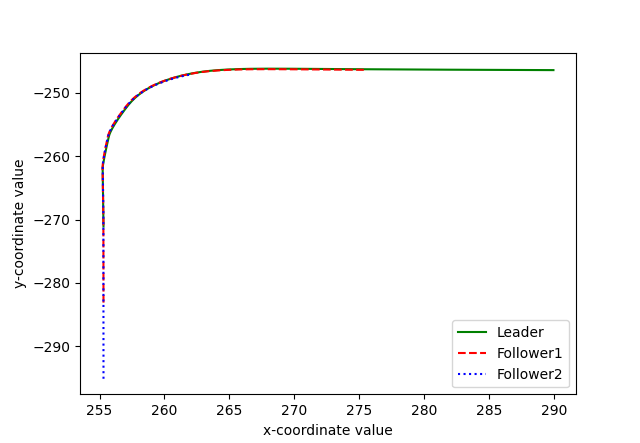 −250
−260
−270
−280
−290
y-coordinate value
255
260
265
270
275
280
285
290
x-coordinate value
Leader
Follower1
Follower2